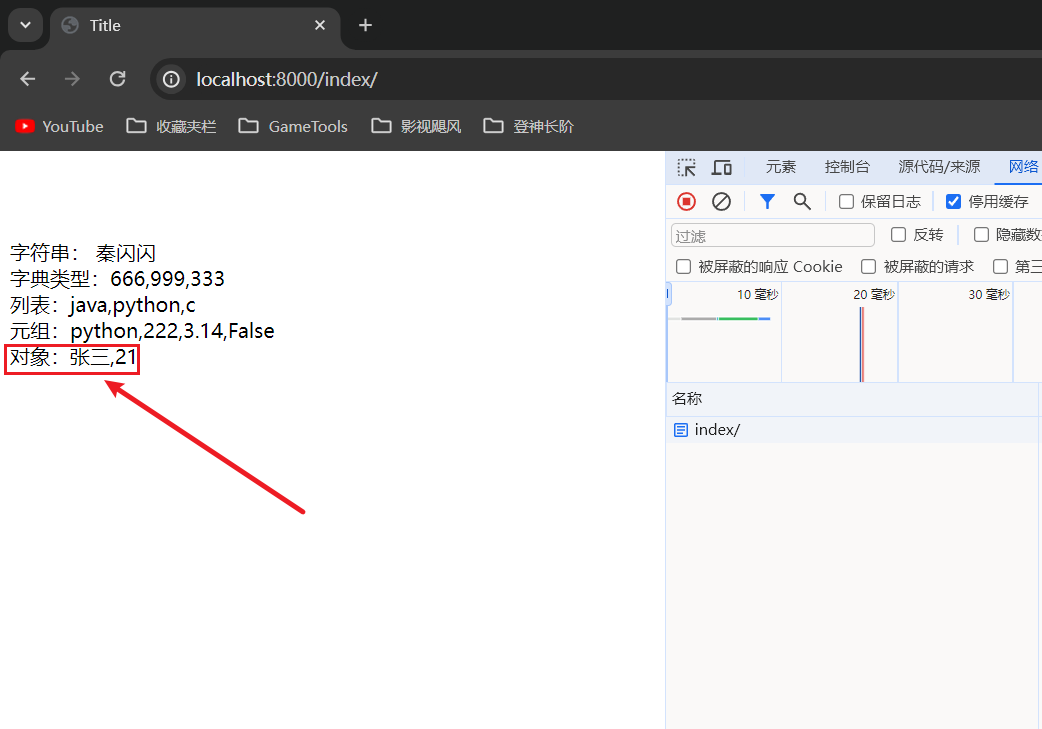 Title
localhost:8000/index/
YouTube 收藏夹栏 GameTools 影视飓风 登神长阶
元素 控制台 源代码/来源 网络
保留日志 停用缓存
过滤 反转 隐藏数
被屏蔽的响应 Cookie 被屏蔽的请求 第三
10 毫秒 20 毫秒 30 毫秒
名称
index/
字符串： 秦闪闪
字典类型：666,999,333
列表：java,python,c
元组：python,222,3.14,False
对象：张三,21